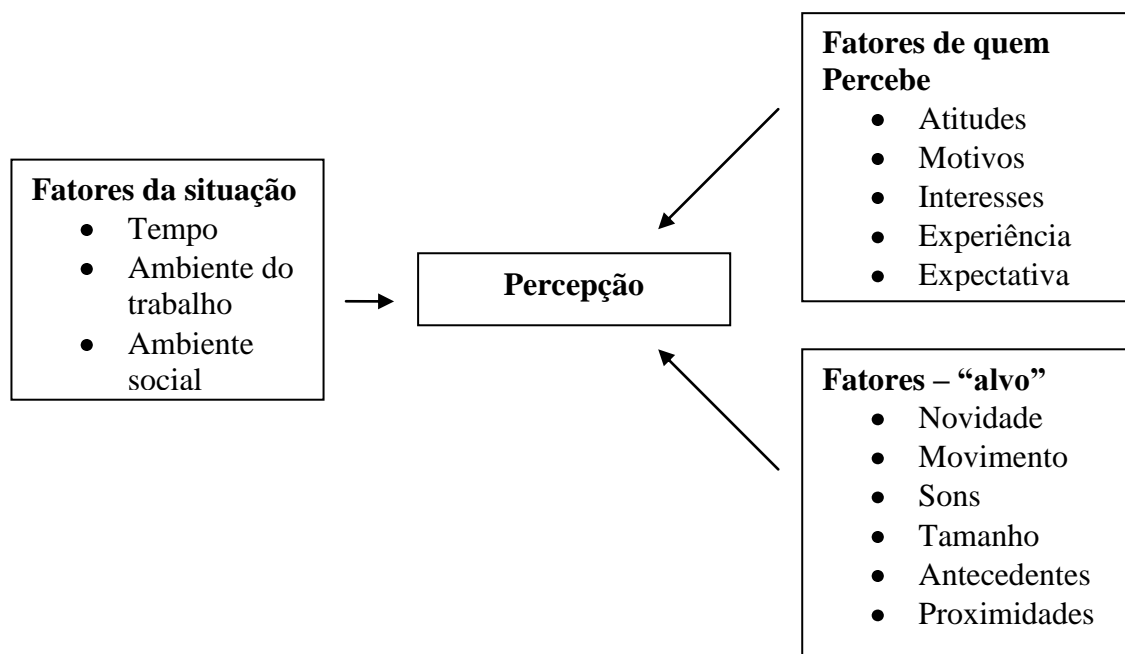 Fatores da situação
● Tempo
● Ambiente do
trabalho
● Ambiente
social
Percepção
Fatores de quem
Percebe
● Atitudes
● Motivos
● Interesses
● Experiência
● Expectativa
Fatores – “alvo”
● Novidade
● Movimento
● Sons
● Tamanho
● Antecedentes
● Proximidades